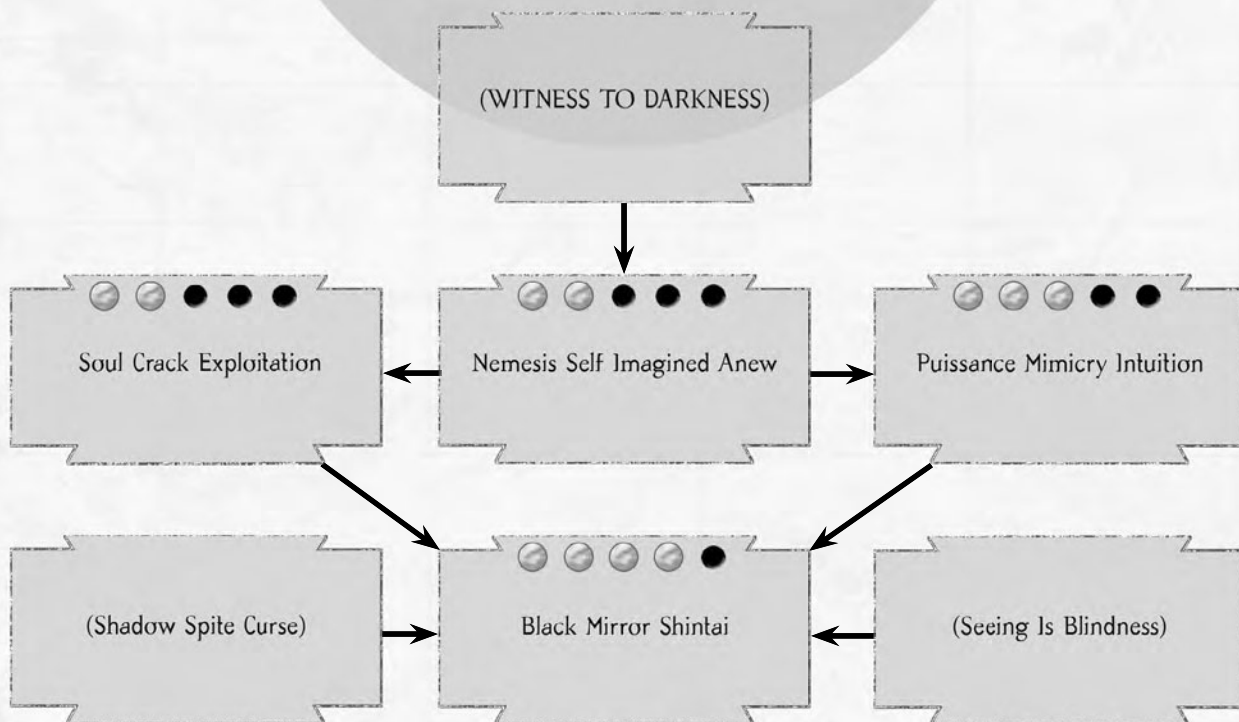 (WITNESS TO DARKNESS)
Soul Crack Exploitation
Nemesis Self Imagined Anew
Puissance Mimicry Intuition
(Shadow Spite Curse)
Black Mirror Shintai
(Seeing Is Blindness)